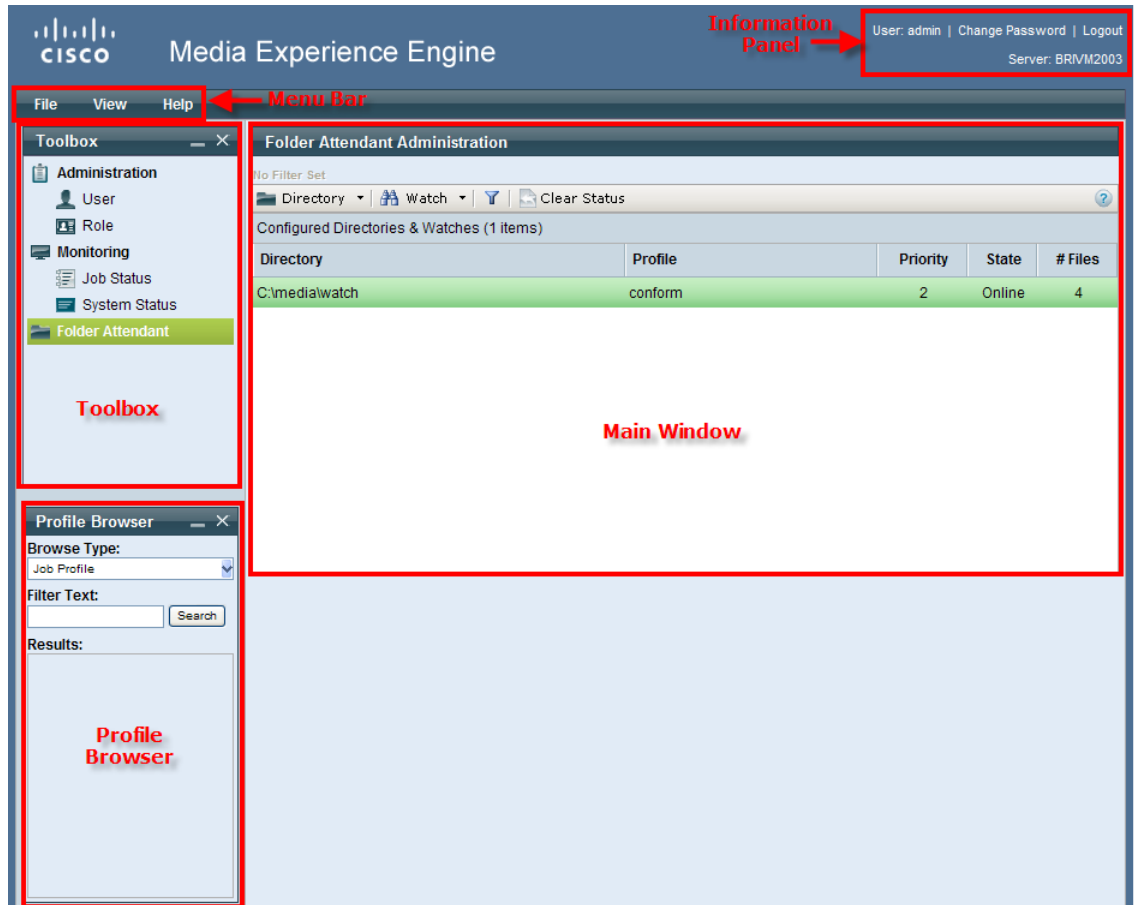 Information
Panel
User: admin | Change Password | Logout
Server: BRIVM2003
CISCO
Media Experience Engine
File View Help
Menu Bar
Toolbox
Administration
User
Role
Monitoring
Job Status
System Status
Folder Attendant
Toolbox
Folder Attendant Administration
No Filter Set
Directory Watch Clear Status
Configured Directories & Watches (1 items)
Directory Profile Priority State # Files
C:\media\watch conform 2 Online 4
Main Window
Profile Browser
Browse Type:
Job Profile
Filter Text:
Search
Results:
Profile
Browser